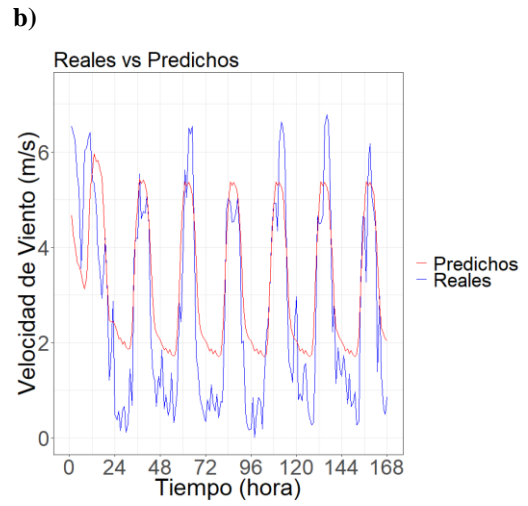 b)
Reales vs Predichos
Velocidad de Viento (m/s)
6
4
2
0
Predichos
Reales
0 24 48 72 96 120 144 168
Tiempo (hora)